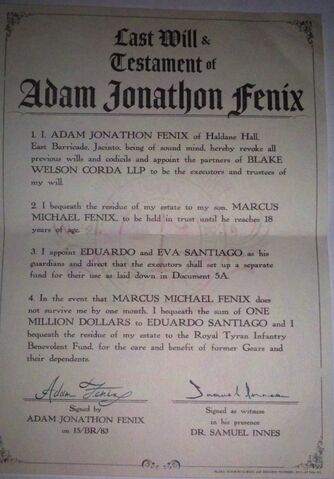 Last Will &
Testament of
Adam Jonathon Fenix
1. I. ADAM JONATHON FENIX of Haldane Hall,
East Barricade, Jacinto, being of sound mind, hereby revoke all
previous wills and codicils and appoint the partners of BLAKE
WELSON CORDA LLP to be the executors and trustees of
my will.
2. I bequeath the residue of my estate to my son, MARCUS
MICHAEL FENIX, to be held in trust until he reaches 18
years of age.
3. I appoint EDUARDO and EVA SANTIAGO as his
guardians and direct that the executors shall set up a separate
fund for their use as laid down in Document 5A.
4. In the event that MARCUS MICHAEL FENIX does
not survive me by one month, I bequeath the sum of ONE
MILLION DOLLARS to EDUARDO SANTIAGO and I
bequeath the residue of my estate to the Royal Tyran Infantry
Benevolent Fund, for the care and benefit of former Gears and
their dependents.
Adam Fenix
Samuel Innes
Signed by
ADAM JONATHON FENIX
on 15/BR/83
Signed as witness
in his presence
DR. SAMUEL INNES